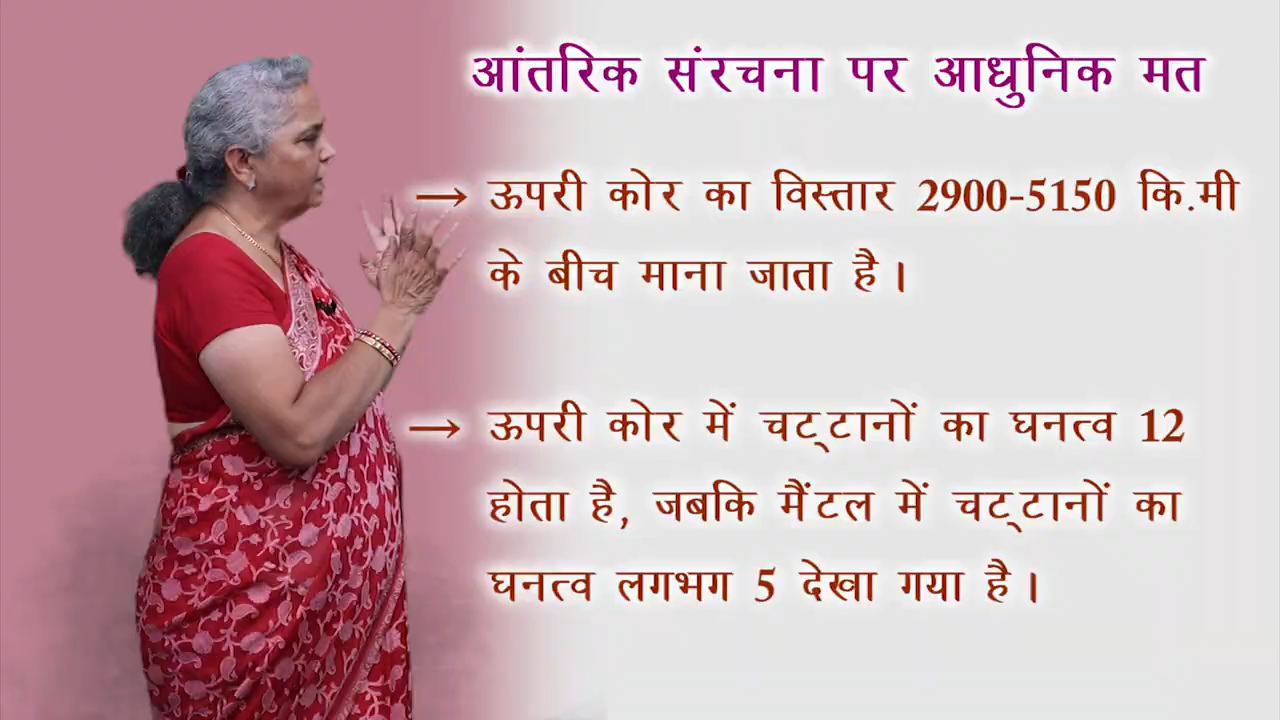 आंतरिक संरचना पर आधुनिक मत
→ ऊपरी कोर का विस्तार 2900-5150 कि.मी
के बीच माना जाता है।
→ ऊपरी कोर में चट्टानों का घनत्व 12
होता है, जबकि मैंटल में चट्टानों का
घनत्व लगभग 5 देखा गया है।